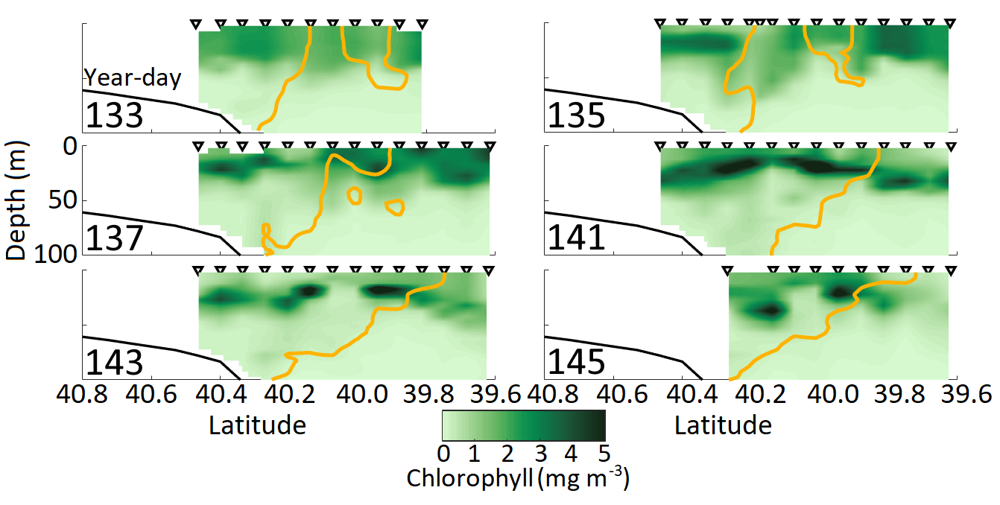 Year-day
133
135
Depth (m)
0
50
100
137
141
143
145
40.8 40.6 40.4 40.2 40.0 39.8 39.6
40.8 40.6 40.4 40.2 40.0 39.8 39.6
Latitude
Latitude
0 1 2 3 4 5
Chlorophyll (mg m⁻³)